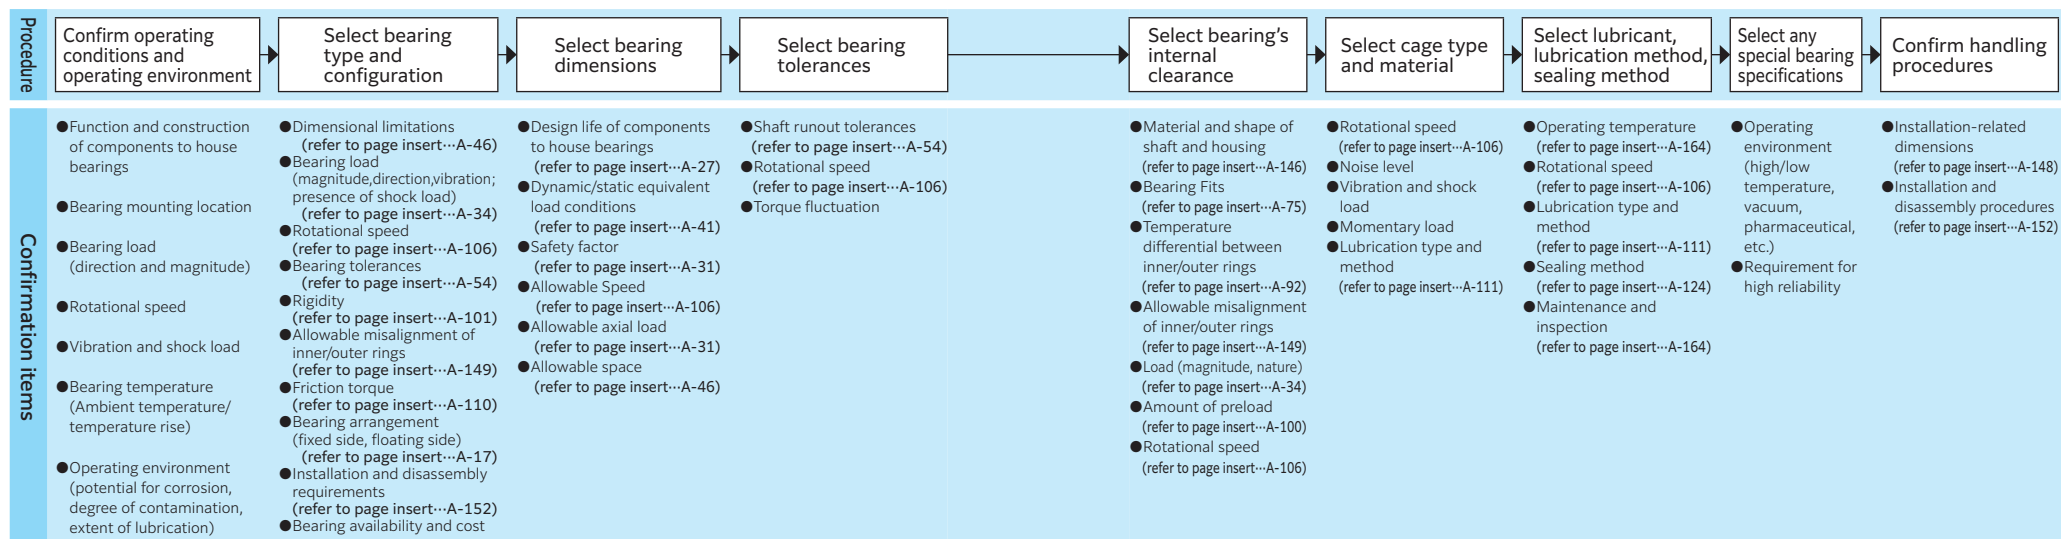 Procedure
Confirm operating
conditions and
operating environment
Select bearing
type and
configuration
Select bearing
dimensions
Select bearing
tolerances
Select bearing's
internal
clearance
Select cage type
and material
Select lubricant,
lubrication method,
sealing method
Select any
special bearing
specifications
Confirm handling
procedures
Confirmation items
●Function and construction
of components to house
bearings
●Bearing mounting location
●Bearing load
(direction and magnitude)
●Rotational speed
●Vibration and shock load
●Bearing temperature
(Ambient temperature/
temperature rise)
●Operating environment
(potential for corrosion,
degree of contamination,
extent of lubrication)
●Dimensional limitations
(refer to page insert…A-46)
●Bearing load
(magnitude,direction,vibration;
presence of shock load)
(refer to page insert…A-34)
●Rotational speed
(refer to page insert…A-106)
●Bearing tolerances
(refer to page insert…A-54)
●Rigidity
(refer to page insert…A-101)
●Allowable misalignment of
inner/outer rings
(refer to page insert…A-149)
●Friction torque
(refer to page insert…A-110)
●Bearing arrangement
(fixed side, floating side)
(refer to page insert…A-17)
●Installation and disassembly
requirements
(refer to page insert…A-152)
●Bearing availability and cost
●Design life of components
to house bearings
(refer to page insert…A-27)
●Dynamic/static equivalent
load conditions
(refer to page insert…A-41)
●Safety factor
(refer to page insert…A-31)
●Allowable Speed
(refer to page insert…A-106)
●Allowable axial load
(refer to page insert…A-31)
●Allowable space
(refer to page insert…A-46)
●Shaft runout tolerances
(refer to page insert…A-54)
●Rotational speed
(refer to page insert…A-106)
●Torque fluctuation
●Material and shape of
shaft and housing
(refer to page insert…A-146)
●Bearing Fits
(refer to page insert…A-75)
●Temperature
differential between
inner/outer rings
(refer to page insert…A-92)
●Allowable misalignment
of inner/outer rings
(refer to page insert…A-149)
●Load (magnitude, nature)
(refer to page insert…A-34)
●Amount of preload
(refer to page insert…A-100)
●Rotational speed
(refer to page insert…A-106)
●Rotational speed
(refer to page insert…A-106)
●Noise level
●Vibration and shock
load
●Momentary load
●Lubrication type and
method
(refer to page insert…A-111)
●Operating temperature
(refer to page insert…A-164)
●Rotational speed
(refer to page insert…A-106)
●Lubrication type and
method
(refer to page insert…A-111)
●Sealing method
(refer to page insert…A-124)
●Maintenance and
inspection
(refer to page insert…A-164)
●Operating
environment
(high/low
temperature,
vacuum,
pharmaceutical,
etc.)
●Requirement for
high reliability
●Installation-related
dimensions
(refer to page insert…A-148)
●Installation and
disassembly procedures
(refer to page insert…A-152)